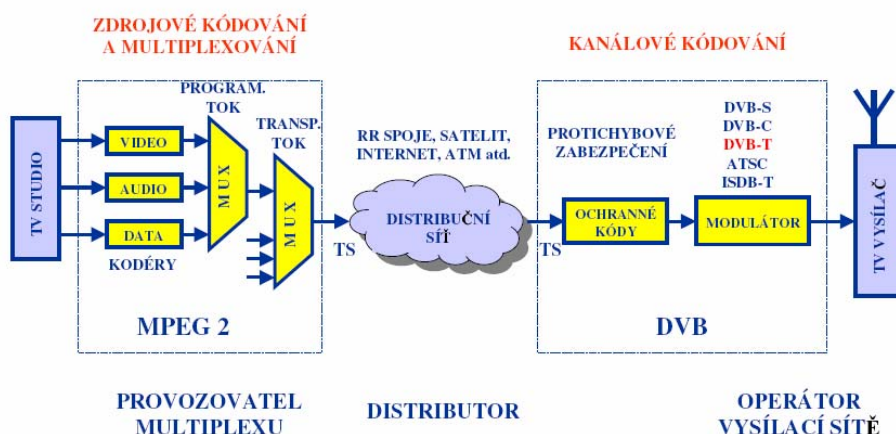 ZDROJOVÉ KÓDOVÁNÍ
A MULTIPLEXOVÁNÍ
KANÁLOVÉ KÓDOVÁNÍ
PROGRAM.
TOK
TRANSP.
TOK
TV STUDIO
VIDEO
AUDIO
DATA
KODÉRY
MUX
MUX
TS
MPEG 2
RR SPOJE, SATELIT,
INTERNET, ATM atd.
DISTRIBUČNÍ
SÍŤ
TS
PROTICHYBOVÉ
ZABEZPEČENÍ
OCHRANNÉ
KÓDY
DVB-S
DVB-C
DVB-T
ATSC
ISDB-T
MODULÁTOR
DVB
TV VYSÍLAČ
PROVOZOVATEL
MULTIPLEXU
DISTRIBUTOR
OPERÁTOR
VYSÍLACÍ SÍTĚ